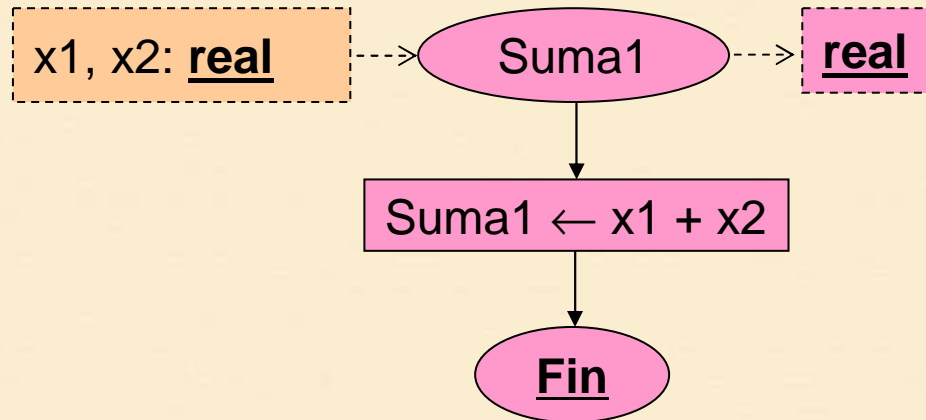 x1, x2: real
Suma1
real
Suma1 ← x1 + x2
Fin